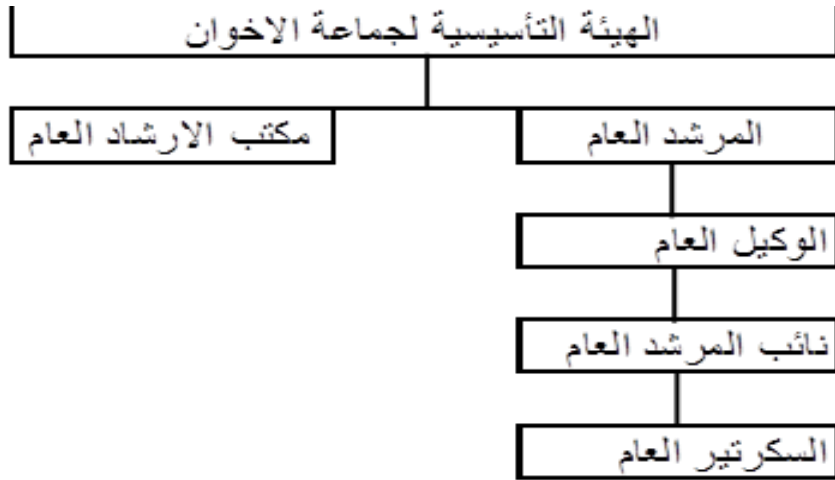 الهيئة التأسيسية لجماعة الاخوان
المرشد العام
مكتب الارشاد العام
الوكيل العام
نائب المرشد العام
السكرتير العام